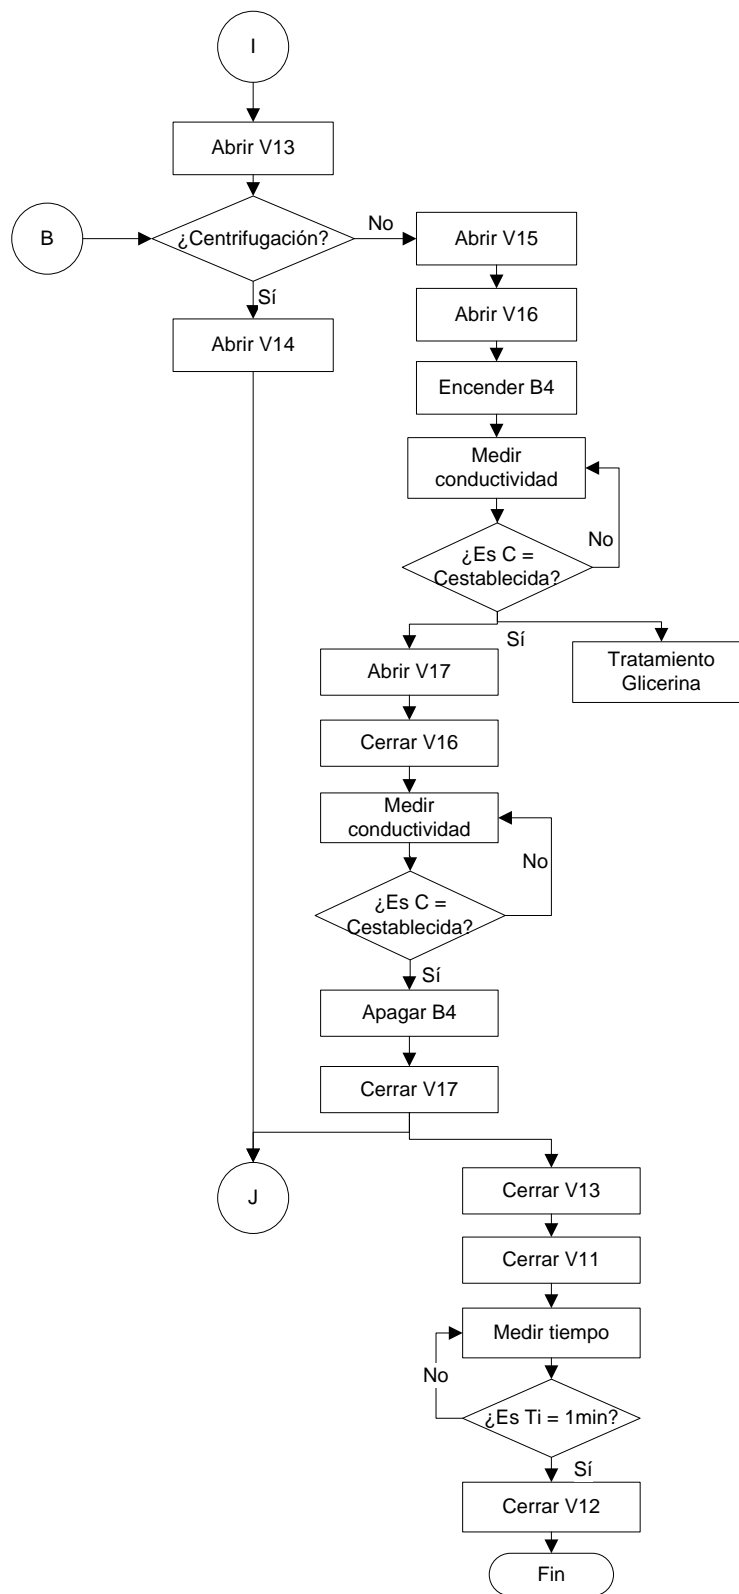 I
Abrir V13
B
¿Centrifugación?
No
Abrir V15
Sí
Abrir V14
Abrir V16
Encender B4
Medir
conductividad
No
¿Es C =
Cestablecida?
Sí
Tratamiento
Glicerina
Abrir V17
Cerrar V16
Medir
conductividad
No
¿Es C =
Cestablecida?
Sí
Apagar B4
Cerrar V17
J
Cerrar V13
Cerrar V11
Medir tiempo
No
¿Es Ti = 1min?
Sí
Cerrar V12
Fin